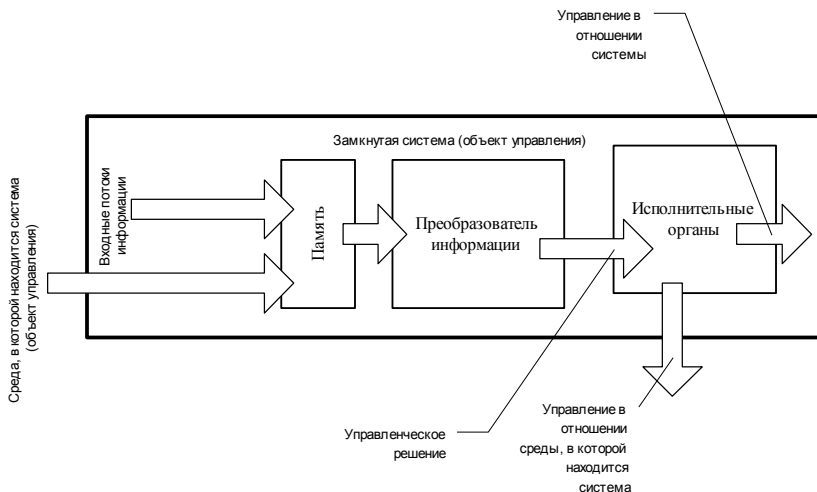 Управление в
отношении
системы
Замкнутая система (объект управления)
Среда, в которой находится система
(объект управления)
Входные потоки
информации
Память
Преобразователь
информации
Исполнительные
органы
Управленческое
решение
Управление в
отношении
среды, в которой
находится
система